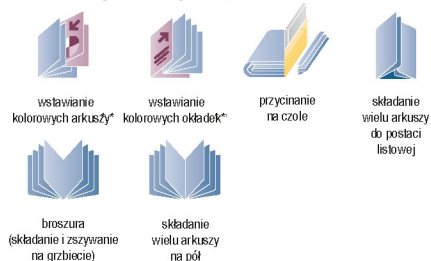 wstawianie
kolorowych arkuszy*
wstawianie
kolorowych okładek*
przycinanie
na czole
składanie
wielu arkuszy
do postaci
listowej
broszura
(składanie i zszywanie
na grzbiecie)
składanie
wielu arkuszy
na pół